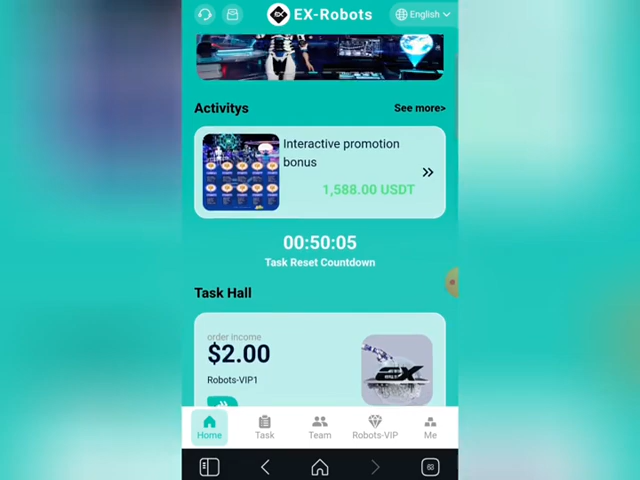 EX-Robots
English
Activitys
See more>
Interactive promotion
bonus
1,588.00 USDT
00:50:05
Task Reset Countdown
Task Hall
order income
$2.00
Robots-VIP1
EX
Home
Task
Team
Robots-VIP
Me